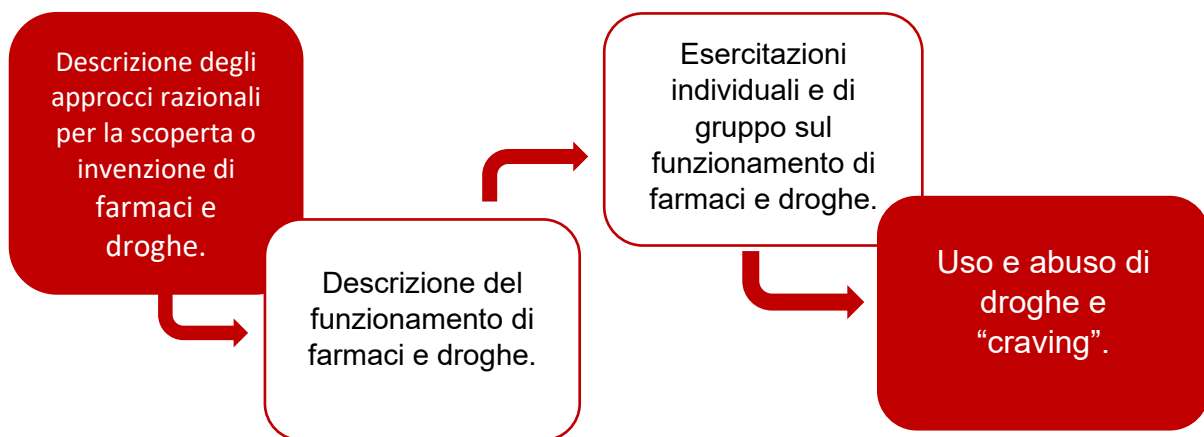 Descrizione degli
approcci razionali
per la scoperta o
invenzione di
farmaci e
droghe.
Descrizione del
funzionamento di
farmaci e droghe.
Esercitazioni
individuali e di
gruppo sul
funzionamento di
farmaci e droghe.
Uso e abuso di
droghe e
“craving”.